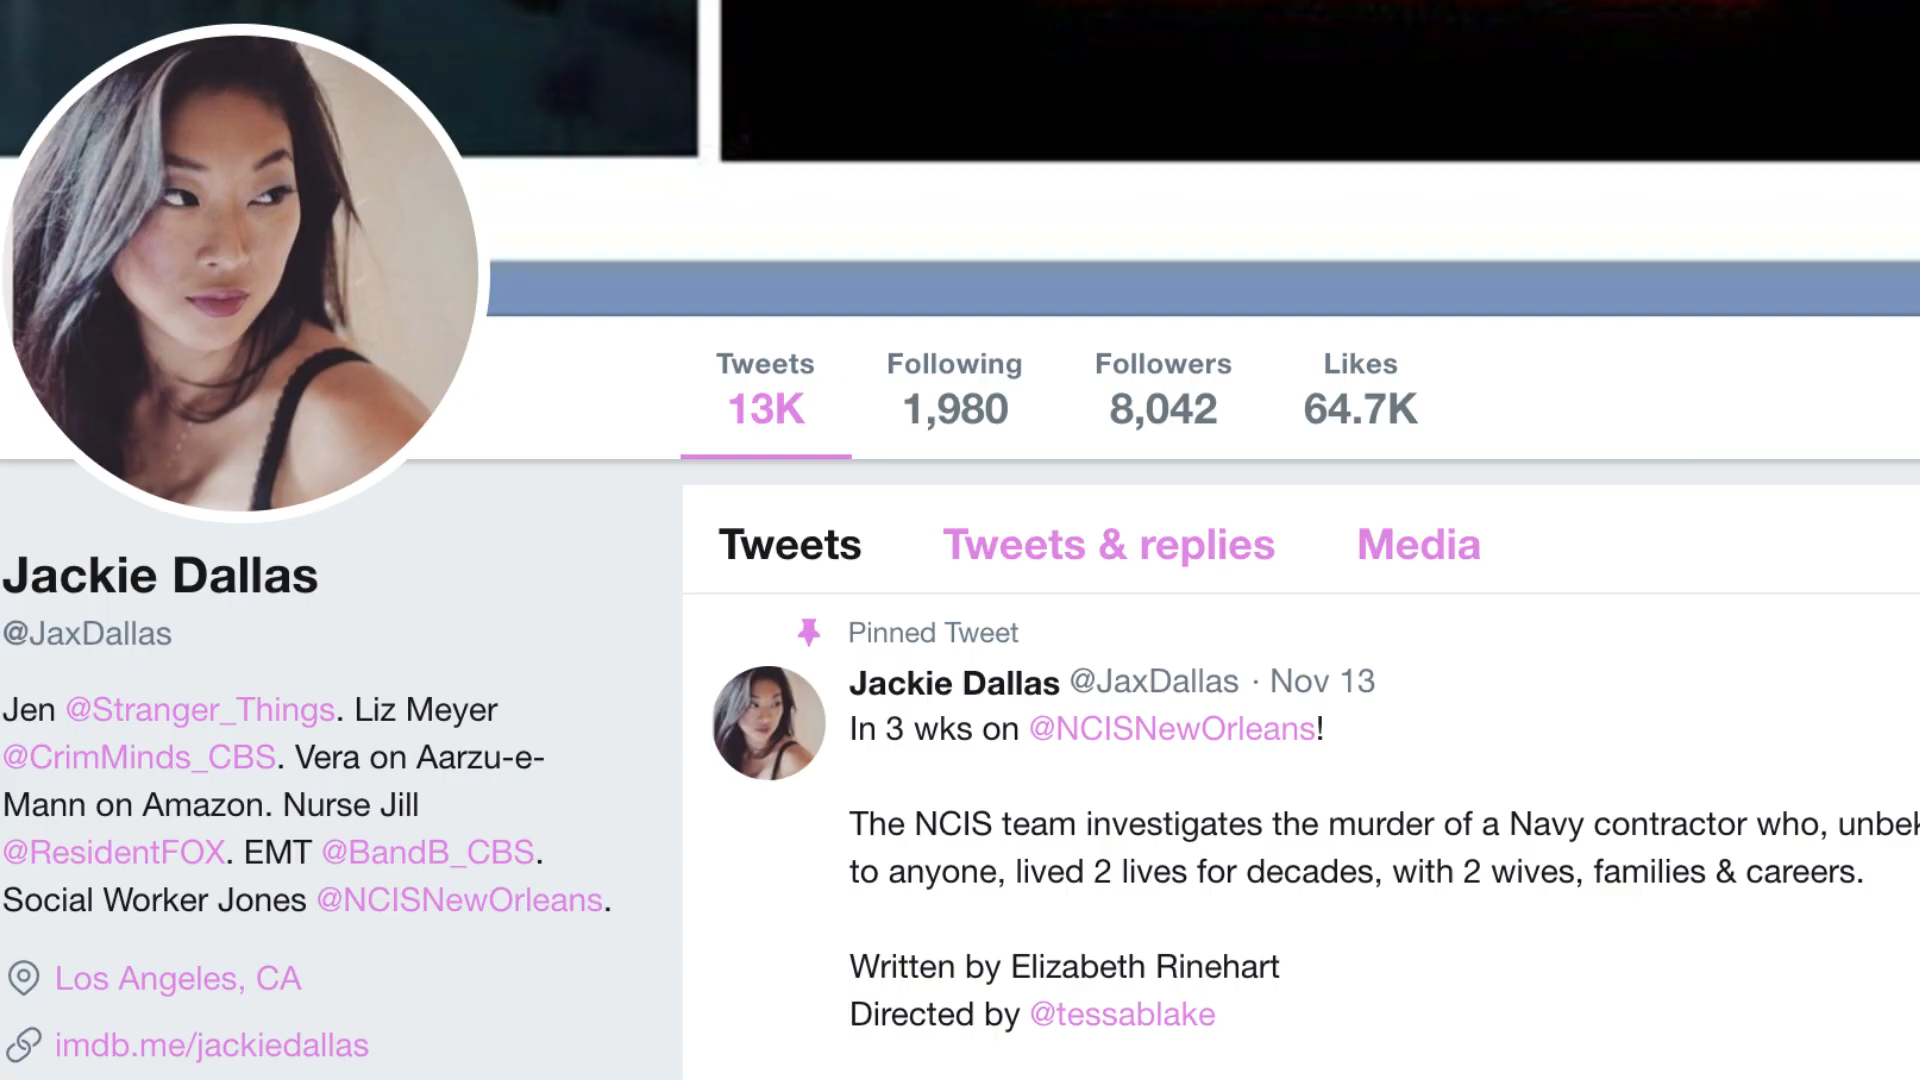 Tweets
13K
Following
1,980
Followers
8,042
Likes
64.7K
Jackie Dallas
@JaxDallas
Jen @Stranger_Things. Liz Meyer
@CrimMinds_CBS. Vera on Aarzu-e-
Mann on Amazon. Nurse Jill
@ResidentFOX. EMT @BandB_CBS.
Social Worker Jones @NCISNewOrleans.
Los Angeles, CA
imdb.me/jackiedallas
Tweets
Tweets & replies
Media
Pinned Tweet
Jackie Dallas @JaxDallas · Nov 13
In 3 wks on @NCISNewOrleans!
The NCIS team investigates the murder of a Navy contractor who,
to anyone, lived 2 lives for decades, with 2 wives, families & careers.
Written by Elizabeth Rinehart
Directed by @tessablake